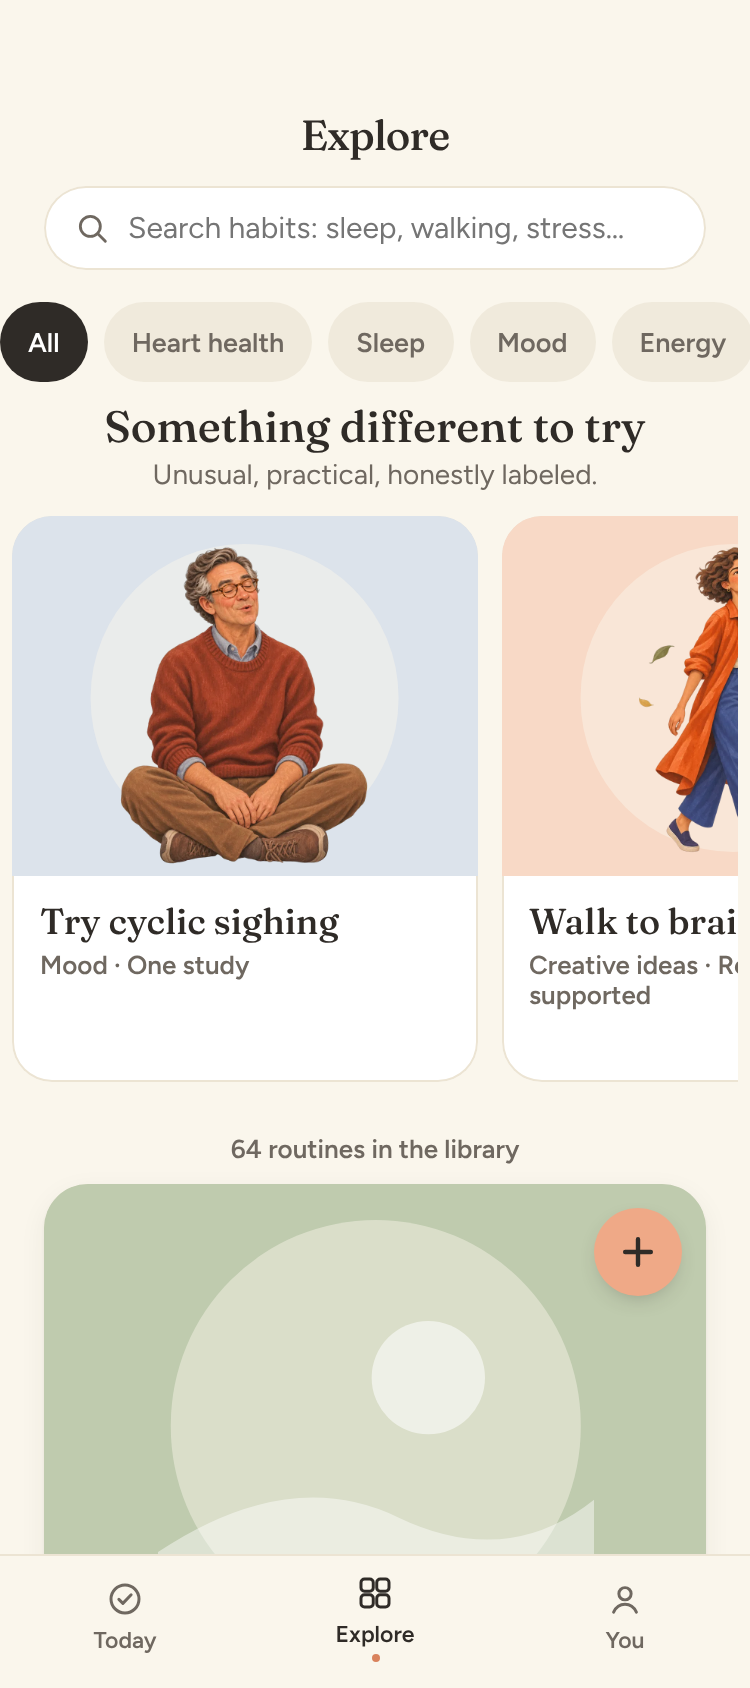 Explore
Search habits: sleep, walking, stress...
All
Heart health
Sleep
Mood
Energy
Something different to try
Unusual, practical, honestly labeled.
Try cyclic sighing
Mood · One study
Walk to brai
Creative ideas · Re
supported
64 routines in the library
Today
Explore
You